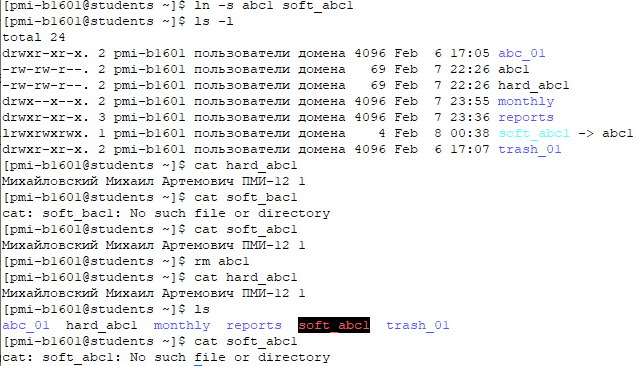 [pmi-b1601@students ~]$ ln -s abc1 soft_abc1
[pmi-b1601@students ~]$ ls -l
total 24
drwxr-xr-x. 2 pmi-b1601 пользователи домена 4096 Feb  6 17:05 abc_01
-rw-rw-r--. 2 pmi-b1601 пользователи домена   69 Feb  7 22:26 abc1
-rw-rw-r--. 2 pmi-b1601 пользователи домена   69 Feb  7 22:26 hard_abc1
drwx--x--x. 2 pmi-b1601 пользователи домена 4096 Feb  7 23:55 monthly
drwxr-xr-x. 3 pmi-b1601 пользователи домена 4096 Feb  7 23:36 reports
lrwxrwxrwx. 1 pmi-b1601 пользователи домена    4 Feb  8 00:38 soft_abc1 -> abc1
drwxr-xr-x. 2 pmi-b1601 пользователи домена 4096 Feb  6 17:07 trash_01
[pmi-b1601@students ~]$ cat hard_abc1
Михайловский Михаил Артемович ПМИ-12 1
[pmi-b1601@students ~]$ cat soft_bac1
cat: soft_bac1: No such file or directory
[pmi-b1601@students ~]$ cat soft_abc1
Михайловский Михаил Артемович ПМИ-12 1
[pmi-b1601@students ~]$ rm abc1
[pmi-b1601@students ~]$ cat hard_abc1
Михайловский Михаил Артемович ПМИ-12 1
[pmi-b1601@students ~]$ ls
abc_01  hard_abc1  monthly  reports  soft_abc1  trash_01
[pmi-b1601@students ~]$ cat soft_abc1
cat: soft_abc1: No such file or directory